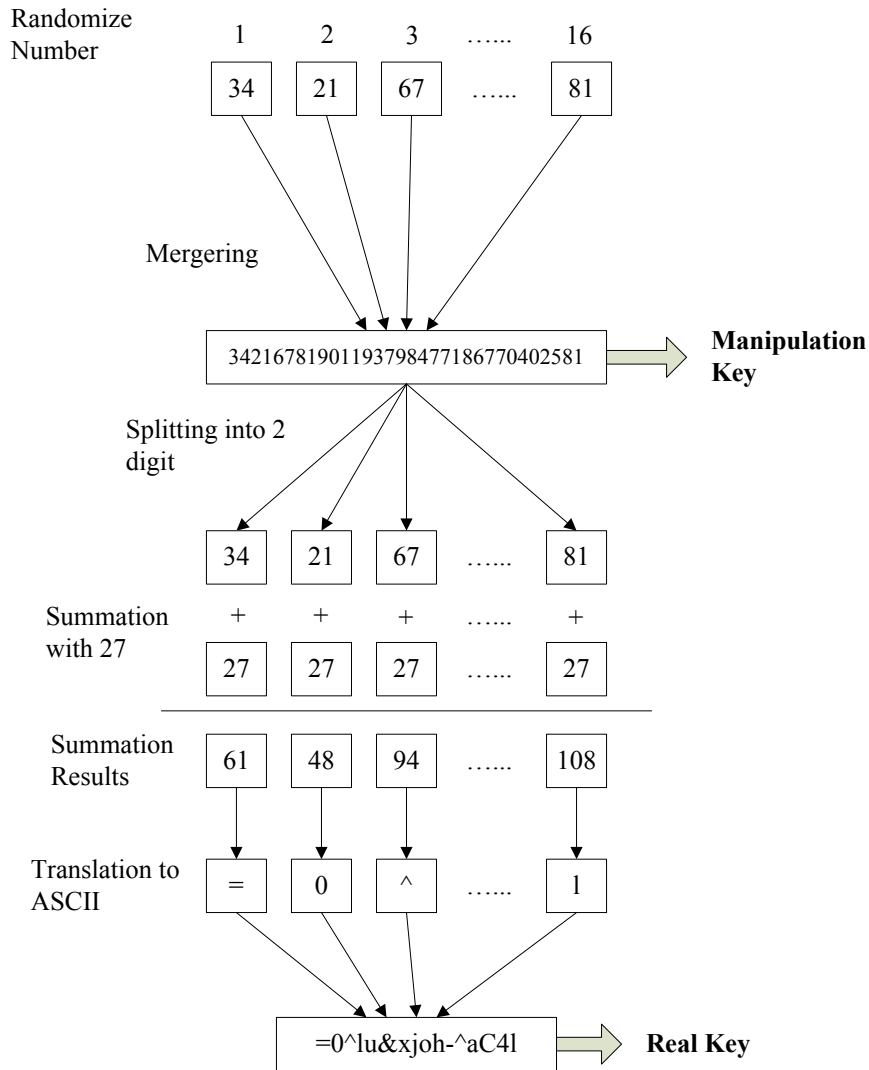 Randomize
Number
1 2 3 …... 16
34 21 67 …... 81
Mergering
34216781901193798477186770402581
Manipulation
Key
Splitting into 2
digit
34 21 67 …... 81
Summation
with 27
+ + + …... +
27 27 27 …... 27
Summation
Results
61 48 94 …... 108
Translation to
ASCII
= 0 ^ …... l
=0^lu&xjoh-^aC4l
Real Key